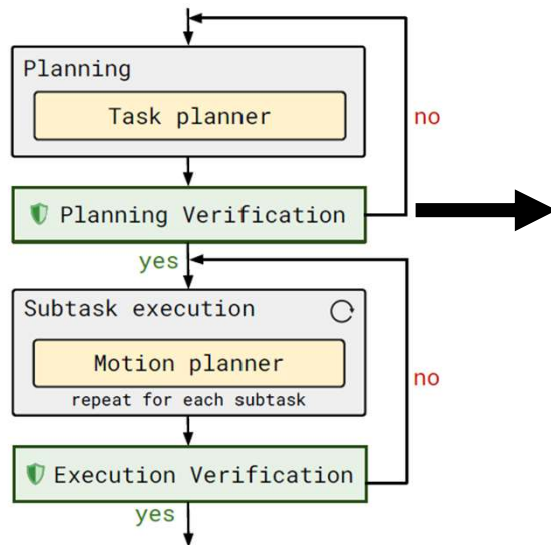 Planning
Task planner
no
Planning Verification
yes
Subtask execution
Motion planner
no
repeat for each subtask
Execution Verification
yes